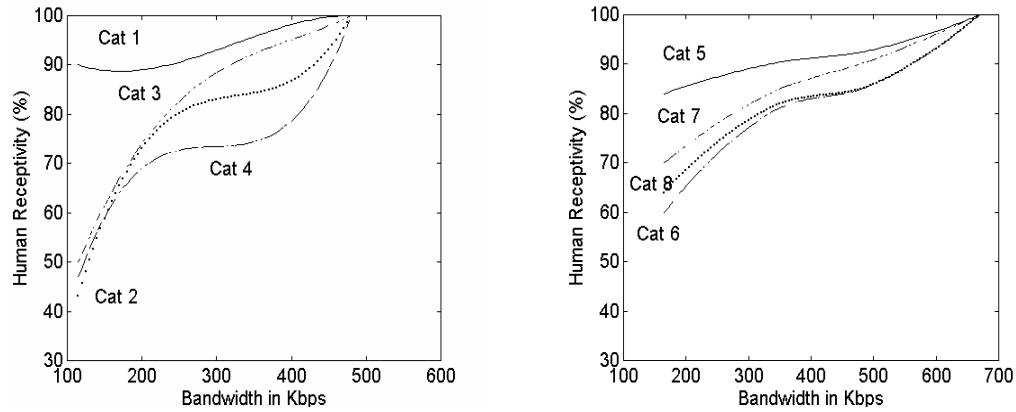 100
90
80
70
60
50
40
30
Human Receptivity (%)
Cat 1
Cat 3
Cat 4
Cat 2
100 200 300 400 500 600
Bandwidth in Kbps
100
90
80
70
60
50
40
30
Human Receptivity (%)
Cat 5
Cat 7
Cat 8
Cat 6
100 200 300 400 500 600 700
Bandwidth in Kbps